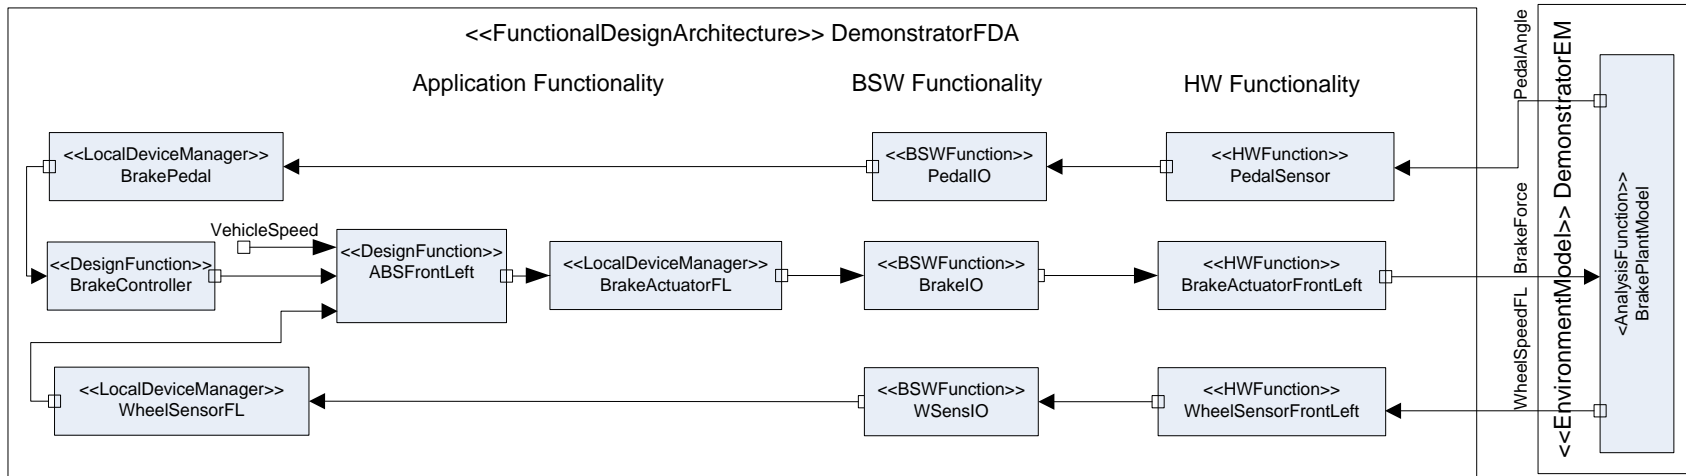 <<FunctionalDesignArchitecture>> DemonstratorFDA
Application Functionality
BSW Functionality
HW Functionality
<<LocalDeviceManager>>
BrakePedal
<<BSWFunction>>
PedalIO
<<HWFunction>>
PedalSensor
PedalAngle
VehicleSpeed
<<DesignFunction>>
BrakeController
<<DesignFunction>>
ABSFrontLeft
<<LocalDeviceManager>>
BrakeActuatorFL
<<BSWFunction>>
BrakeIO
<<HWFunction>>
BrakeActuatorFrontLeft
BrakeForce
<<LocalDeviceManager>>
WheelSensorFL
<<BSWFunction>>
WSensIO
<<HWFunction>>
WheelSensorFrontLeft
WheelSpeedFL
<<EnvironmentModel>> DemonstratorEM
<AnalysisFunction>>
BrakePlantModel